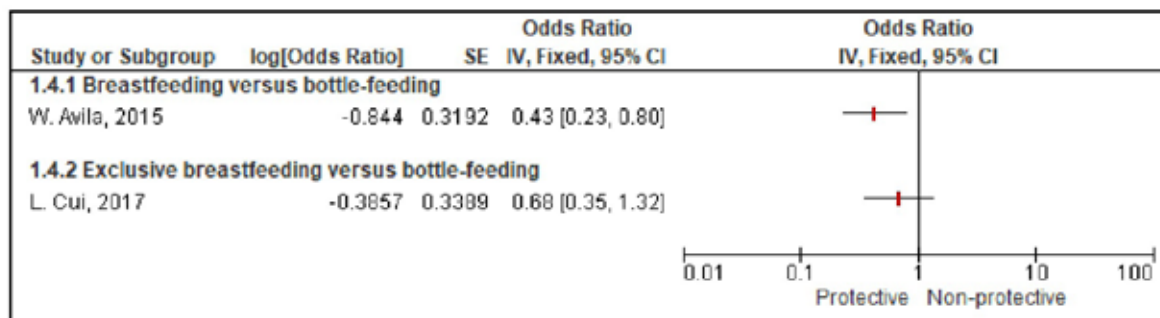 Odds Ratio Odds Ratio
Study or Subgroup log[Odds Ratio] SE IV, Fixed, 95% CI IV, Fixed, 95% CI
1.4.1 Breastfeeding versus bottle-feeding
W. Avila, 2015 -0.844 0.3192 0.43 [0.23, 0.80]
1.4.2 Exclusive breastfeeding versus bottle-feeding
L. Cui, 2017 -0.3857 0.3389 0.68 [0.35, 1.32]
0.01 0.1 1 10 100
Protective Non-protective